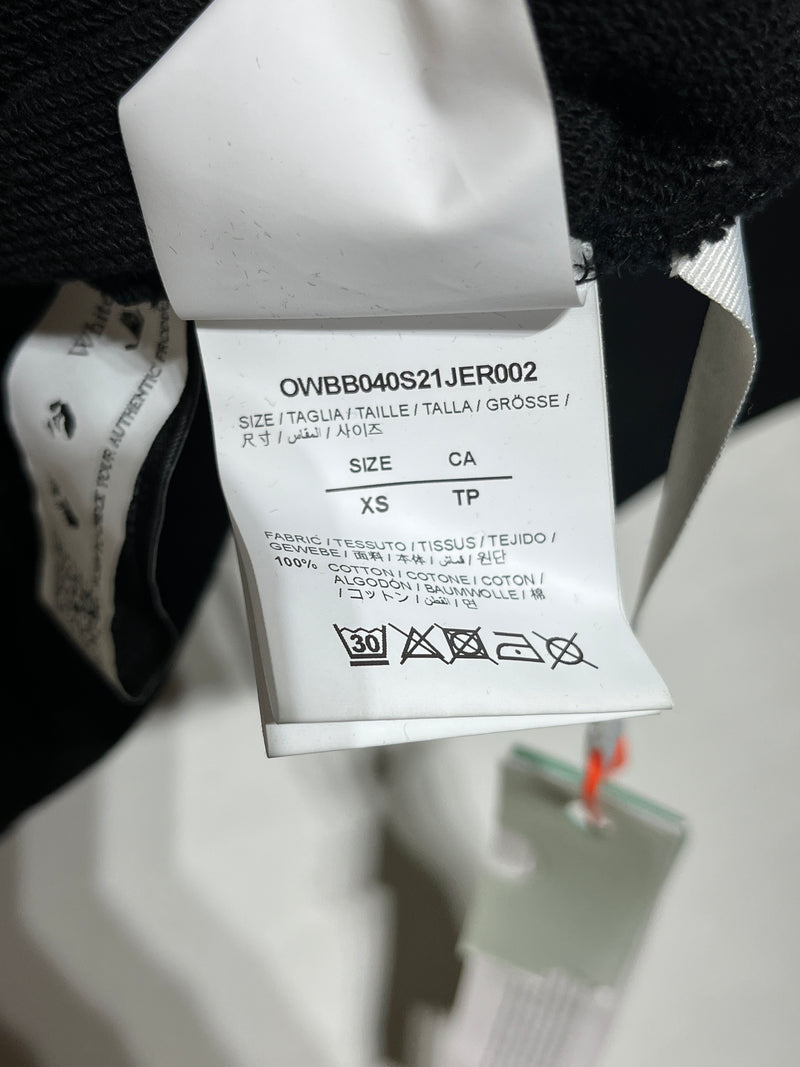 OWBB040S21JER002
SIZE / TAGLIA / TAILLE / TALLA / GRÖSSE /
尺寸 / المقاس / 사이즈
SIZE CA
XS TP
FABRIC / TESSUTO / TISSUS / TEJIDO /
GEWEBE / 面料 / 本体 / قماش / 원단
100% COTTON / COTONE / COTON /
ALGODÓN / BAUMWOLLE / 棉
/ コットン / القطن / 면
30
White
YOUR AUTHENTIC